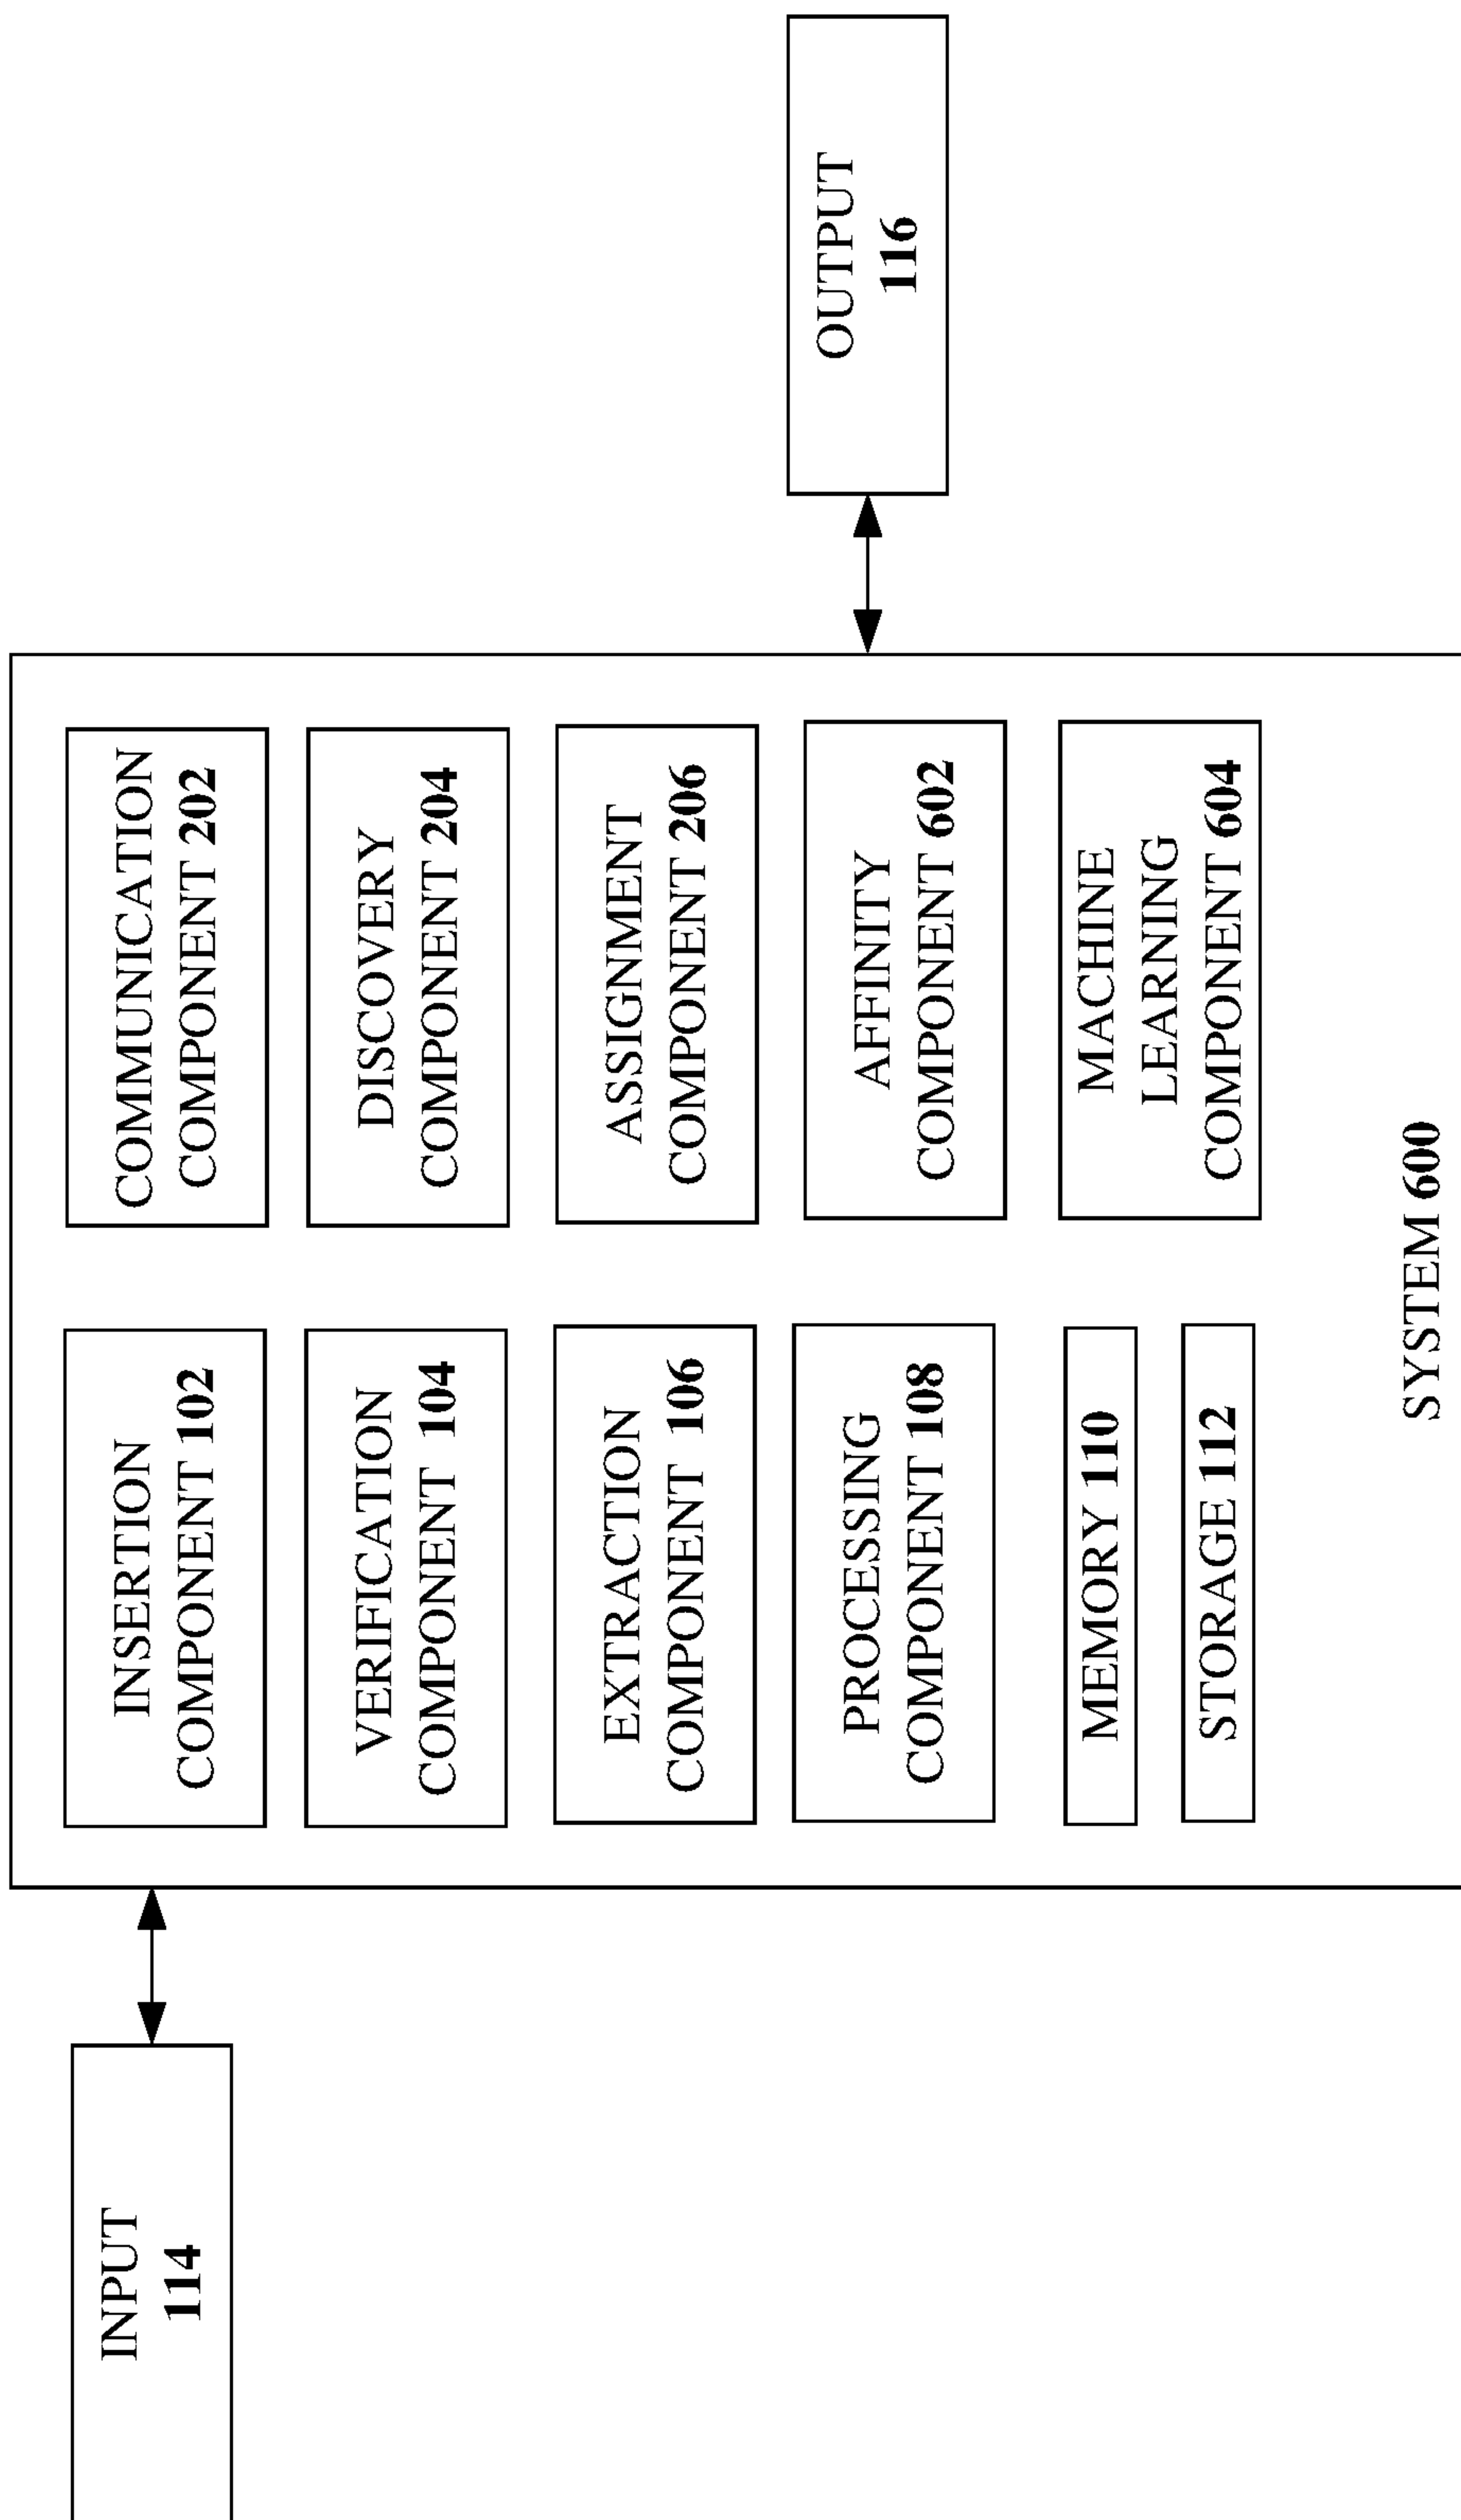 INPUT
114
INSERTION
COMPONENT 102
VERIFICATION
COMPONENT 104
EXTRACTION
COMPONENT 106
PROCESSING
COMPONENT 108
MEMORY 110
STORAGE 112
COMMUNICATION
COMPONENT 202
DISCOVERY
COMPONENT 204
ASSIGNMENT
COMPONENT 206
AFFINITY
COMPONENT 602
MACHINE
LEARNING
COMPONENT 604
SYSTEM 600
OUTPUT
116